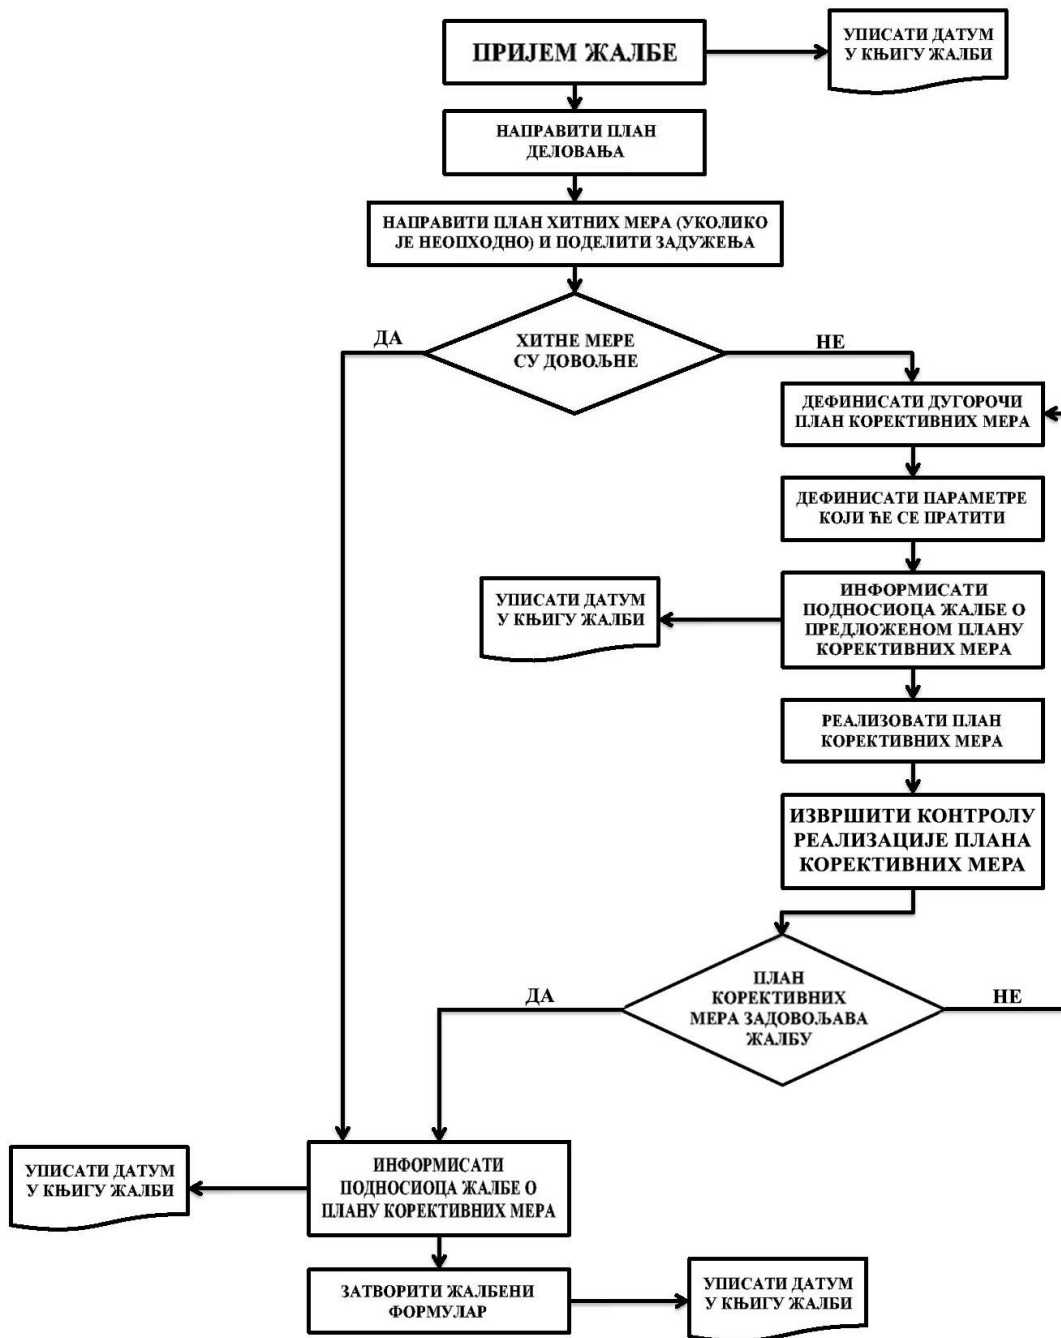 ПРИЈЕМ ЖАЛБЕ
УПИСАТИ ДАТУМ
У КЊИГУ ЖАЛБИ
НАПРАВИТИ ПЛАН
ДЕЛОВАЊА
НАПРАВИТИ ПЛАН ХИТНИХ МЕРА (УКОЛИКО
ЈЕ НЕОПХОДНО) И ПОДЕЛИТИ ЗАДУЖЕЊА
ДА
ХИТНЕ МЕРЕ
СУ ДОВОЉНЕ
НЕ
ДЕФИНИСАТИ ДУГОРОЧИ
ПЛАН КОРЕКТИВНИХ МЕРА
ДЕФИНИСАТИ ПАРАМЕТРЕ
КОЈИ ЋЕ СЕ ПРАТИТИ
ИНФОРМИСАТИ
ПОДНОСИОЦА ЖАЛБЕ О
ПРЕДЛОЖЕНОМ ПЛАНУ
КОРЕКТИВНИХ МЕРА
УПИСАТИ ДАТУМ
У КЊИГУ ЖАЛБИ
РЕАЛИЗОВАТИ ПЛАН
КОРЕКТИВНИХ МЕРА
ИЗВРШИТИ КОНТРОЛУ
РЕАЛИЗАЦИЈЕ ПЛАНА
КОРЕКТИВНИХ МЕРА
ДА
ПЛАН
КОРЕКТИВНИХ
МЕРА ЗАДОВОЉАВА
ЖАЛБУ
НЕ
УПИСАТИ ДАТУМ
У КЊИГУ ЖАЛБИ
ИНФОРМИСАТИ
ПОДНОСИОЦА ЖАЛБЕ О
ПЛАНУ КОРЕКТИВНИХ МЕРА
ЗАТВОРИТИ ЖАЛБЕНИ
ФОРМУЛАР
УПИСАТИ ДАТУМ
У КЊИГУ ЖАЛБИ